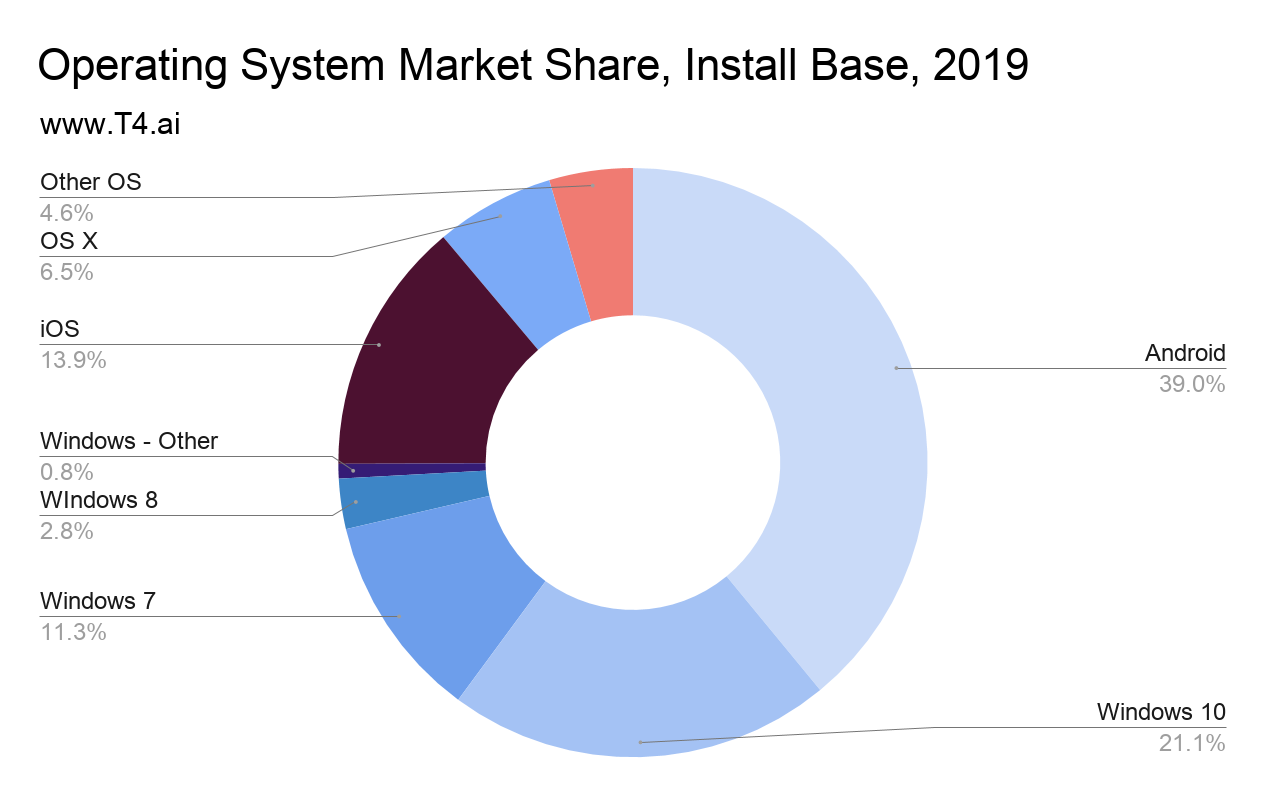 Operating System Market Share, Install Base, 2019
www.T4.ai
Other OS
4.6%
OS X
6.5%
iOS
13.9%
Windows - Other
0.8%
WIndows 8
2.8%
Windows 7
11.3%
Android
39.0%
Windows 10
21.1%